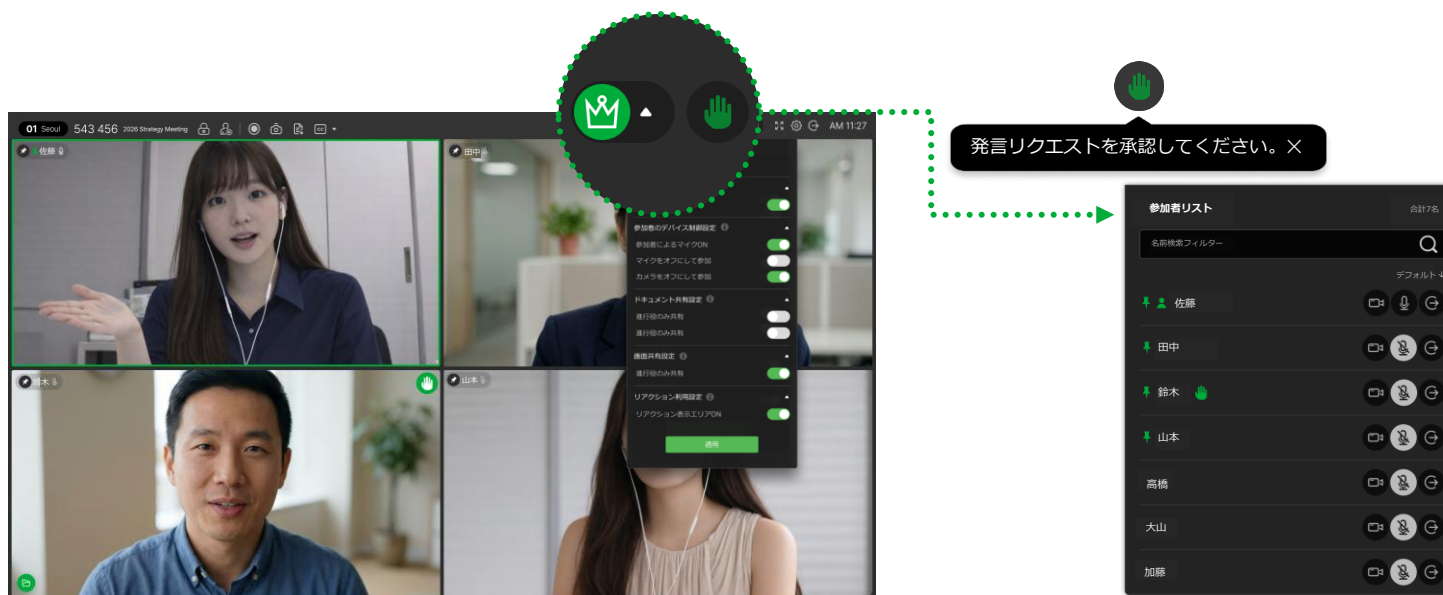 01 Seoul 543 456 2026 Strategy Meeting
AM 11:27
佐藤
田中
参加者のデバイス制御設定
参加者によるマイクON
マイクをオフにして参加
カメラをオフにして参加
ドキュメント共有設定
進行役のみ共有
進行役のみ共有
画面共有設定
進行役のみ共有
リアクション利用設定
リアクション表示エリアON
適用
鈴木
山本
発言リクエストを承認してください。×
参加者リスト
合計7名
名前検索フィルター
デフォルト↓
佐藤
田中
鈴木
山本
高橋
大山
加藤